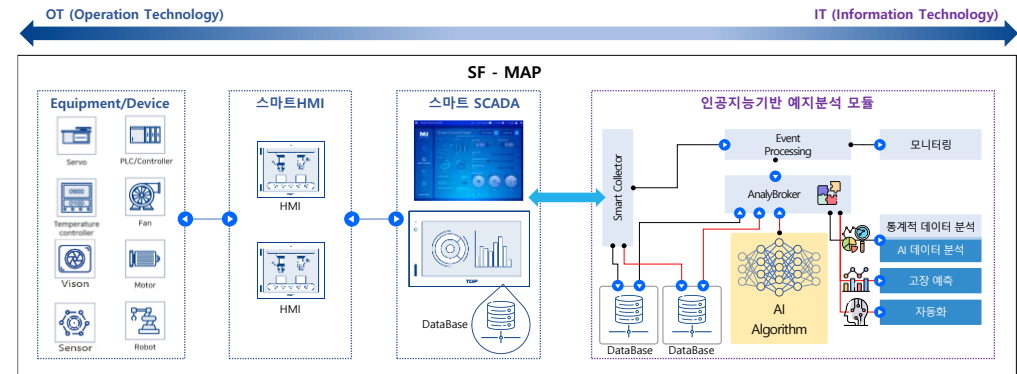 OT (Operation Technology)
IT (Information Technology)
SF - MAP
Equipment/Device
Servo
PLC/Controller
Temperature
controller
Fan
Vison
Motor
Sensor
Robot
스마트HMI
HMI
HMI
스마트 SCADA
TOP
DataBase
인공지능기반 예지분석 모듈
Smart Collector
Event
Processing
모니터링
AnalyBroker
통계적 데이터 분석
AI 데이터 분석
고장 예측
자동화
AI
Algorithm
DataBase
DataBase